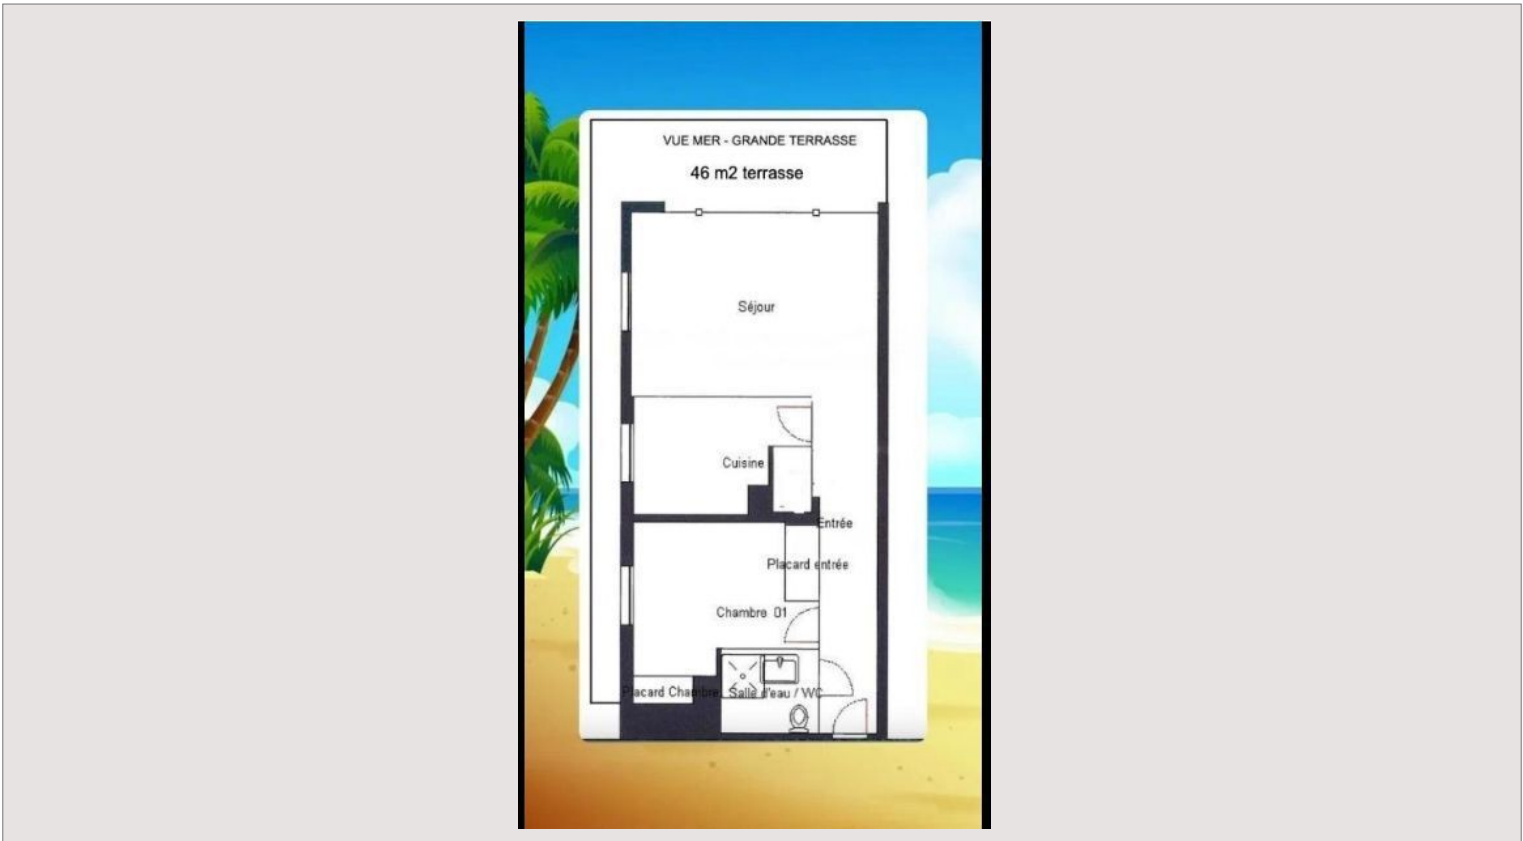 VUE MER - GRANDE TERRASSE
46 m2 terrasse
Séjour
Cuisine
Entrée
Placard entrée
Chambre 01
Placard Chambre
Salle d'eau / WC